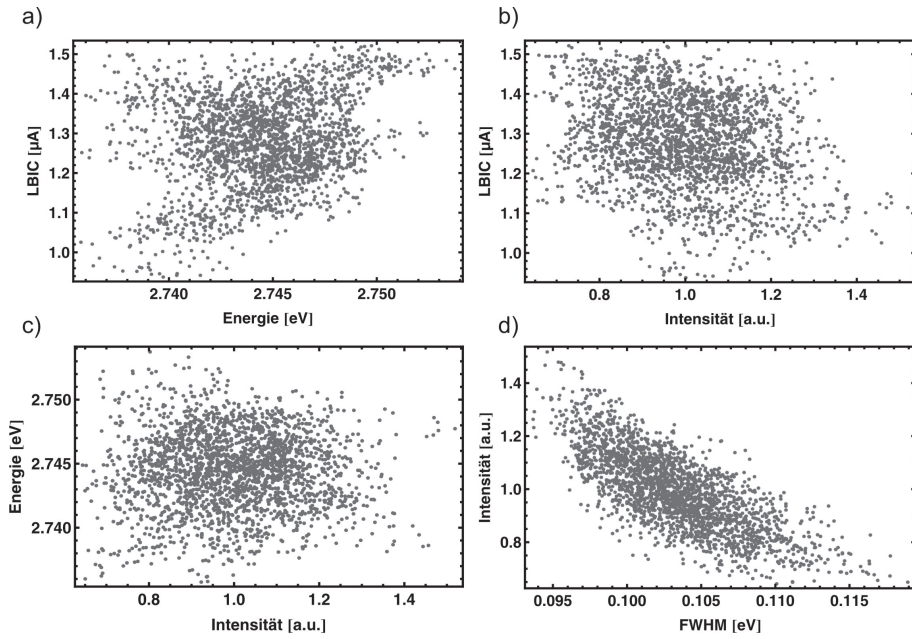 a)
LBIC [µA]
1.5
1.4
1.3
1.2
1.1
1.0
2.740 2.745 2.750
Energie [eV]
b)
LBIC [µA]
1.5
1.4
1.3
1.2
1.1
1.0
0.8 1.0 1.2 1.4
Intensität [a.u.]
c)
Energie [eV]
2.750
2.745
2.740
0.8 1.0 1.2 1.4
Intensität [a.u.]
d)
Intensität [a.u.]
1.4
1.2
1.0
0.8
0.095 0.100 0.105 0.110 0.115
FWHM [eV]